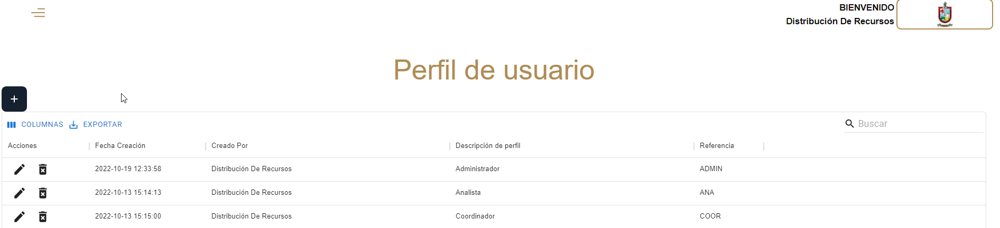 BIENVENIDO
Distribución De Recursos
Perfil de usuario
+
COLUMNAS EXPORTAR Buscar
Acciones Fecha Creación Creado Por Descripción de perfil Referencia
2022-10-19 12:33:58 Distribución De Recursos Administrador ADMIN
2022-10-13 15:14:13 Distribución De Recursos Analista ANA
2022-10-13 15:15:00 Distribución De Recursos Coordinador COOR